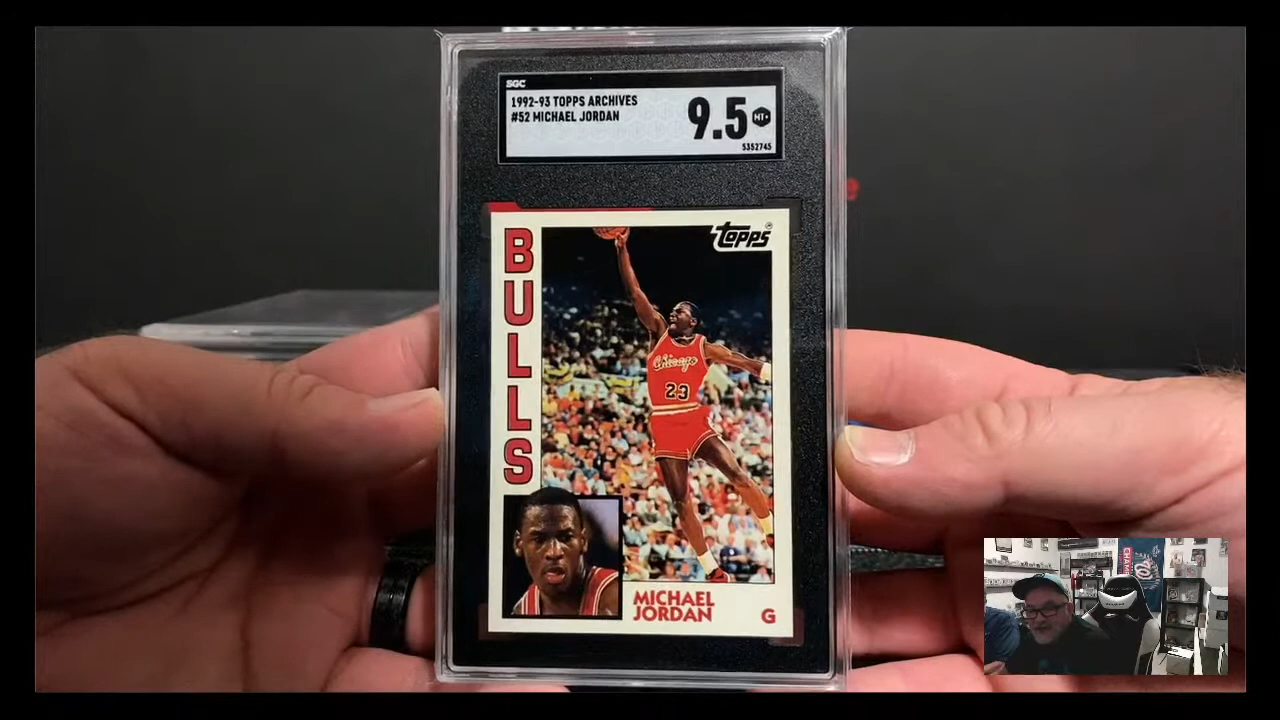 SGC
1992-93 TOPPS ARCHIVES
#52 MICHAEL JORDAN
9.5
MT+
5352745
BULLS
topps
Chicago
23
MICHAEL
JORDAN
G